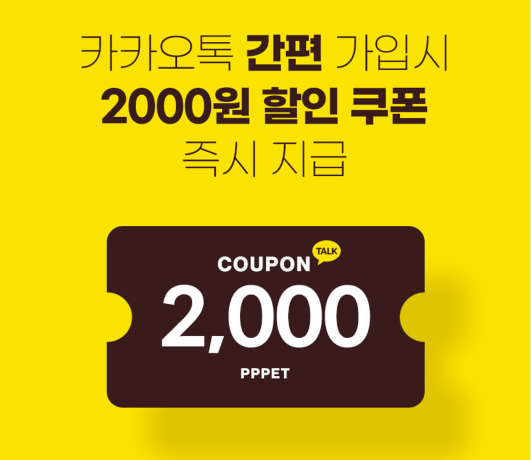 카카오톡 간편 가입시
2000원 할인 쿠폰
즉시 지급
COUPON TALK
2,000
PPPET